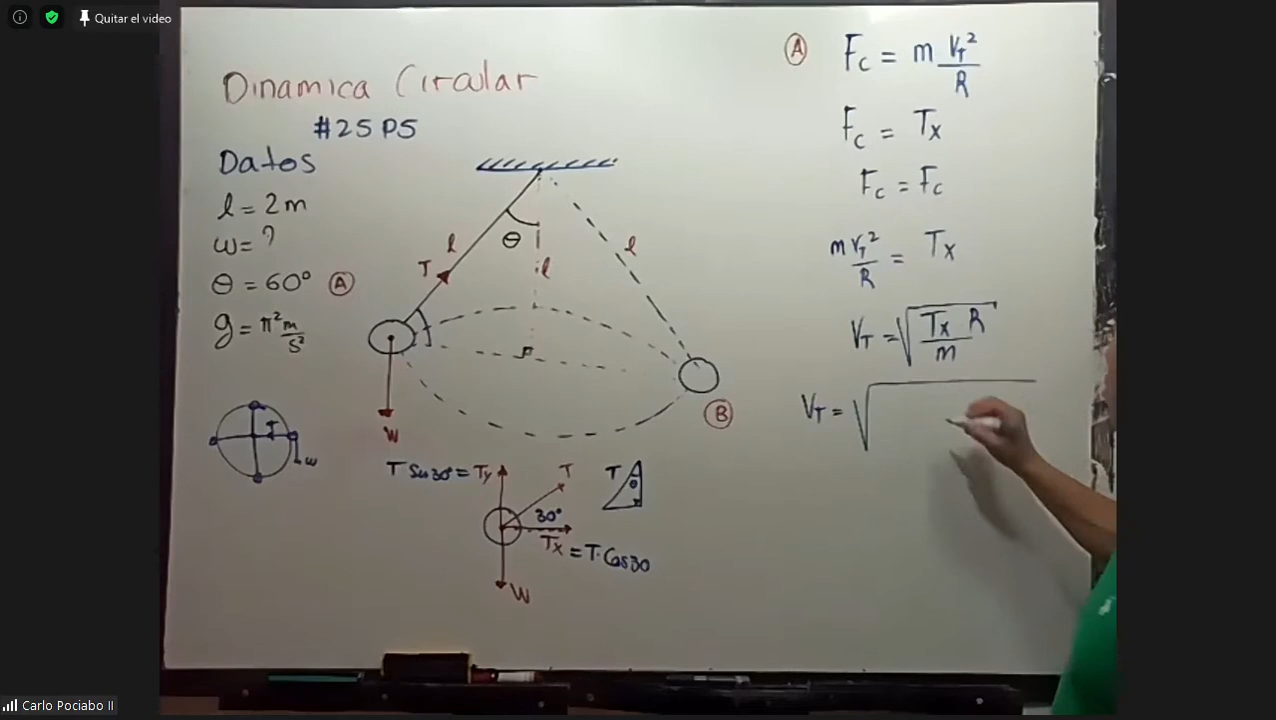 Quitar el video
Dinamica Circular
#25 P5
Datos
l = 2m
ω = ?
θ = 60°
g = π² m/s²
A
θ
l
l
l
T
W
B
T
ω
T Sen30° = Ty
T
30°
Tx = T·Cos30
W
T
θ
A
Fc = m VT²/R
Fc = Tx
Fc = Fc
m VT²/R = Tx
VT = √(Tx R/m)
VT = √
Carlo Pociabo II